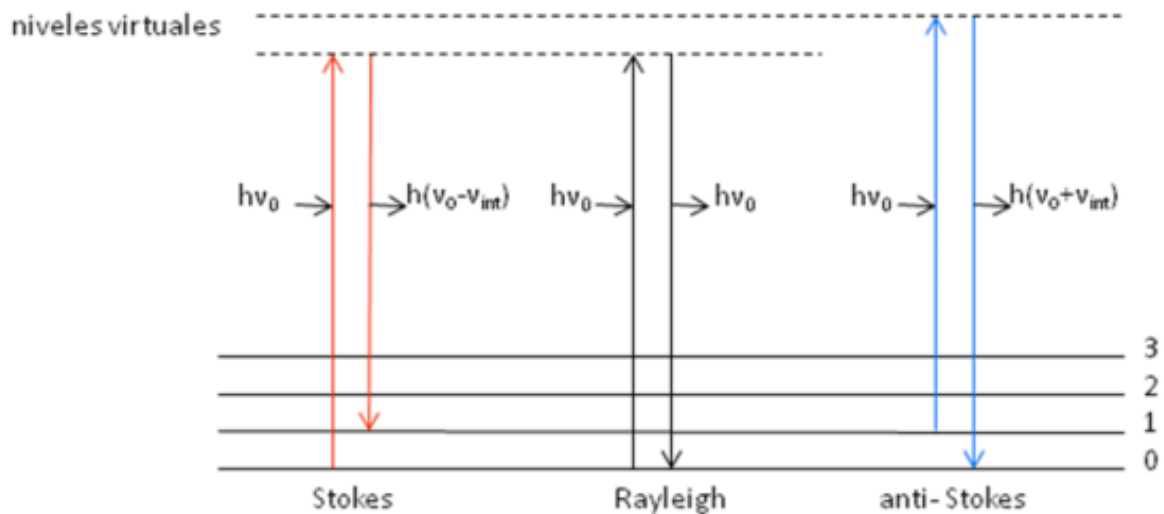 niveles virtuales
hν₀
h(ν₀-νᵢₙₜ)
hν₀
hν₀
hν₀
h(ν₀+νᵢₙₜ)
3
2
1
0
Stokes
Rayleigh
anti-Stokes